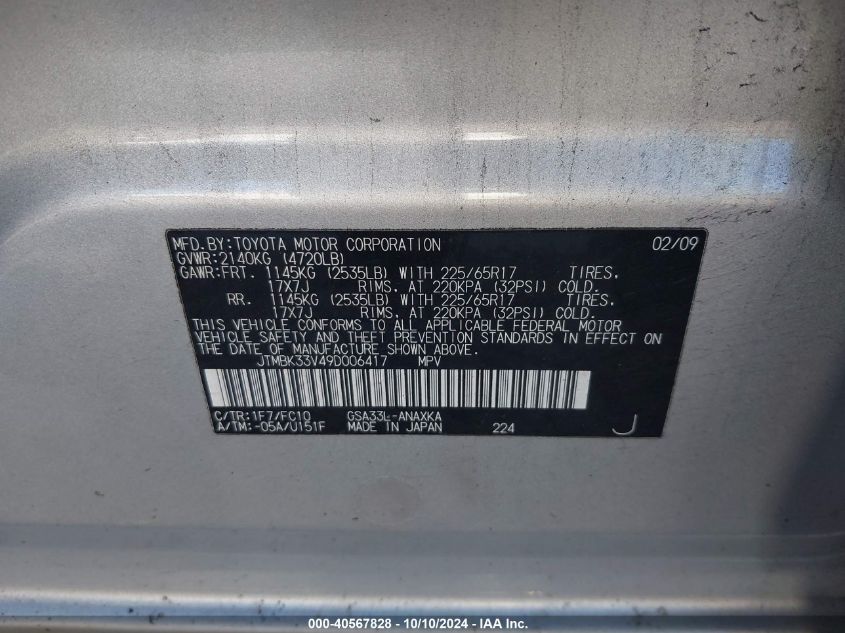 MFD.BY:TOYOTA MOTOR CORPORATION 02/09
GVWR:2140KG (4720LB)
GAWR:FRT. 1145KG (2535LB) WITH 225/65R17 TIRES,
17X7J RIMS, AT 220KPA (32PSI) COLD.
RR. 1145KG (2535LB) WITH 225/65R17 TIRES,
17X7J RIMS, AT 220KPA (32PSI) COLD.
THIS VEHICLE CONFORMS TO ALL APPLICABLE FEDERAL MOTOR
VEHICLE SAFETY AND THEFT PREVENTION STANDARDS IN EFFECT ON
THE DATE OF MANUFACTURE SHOWN ABOVE.
JTMBK33V49D006417 MPV
C/TR:1F7/FC10 GSA33L-ANAXKA
A/TM:-05A/U151F MADE IN JAPAN 224 J
000-40567828 - 10/10/2024 - IAA Inc.